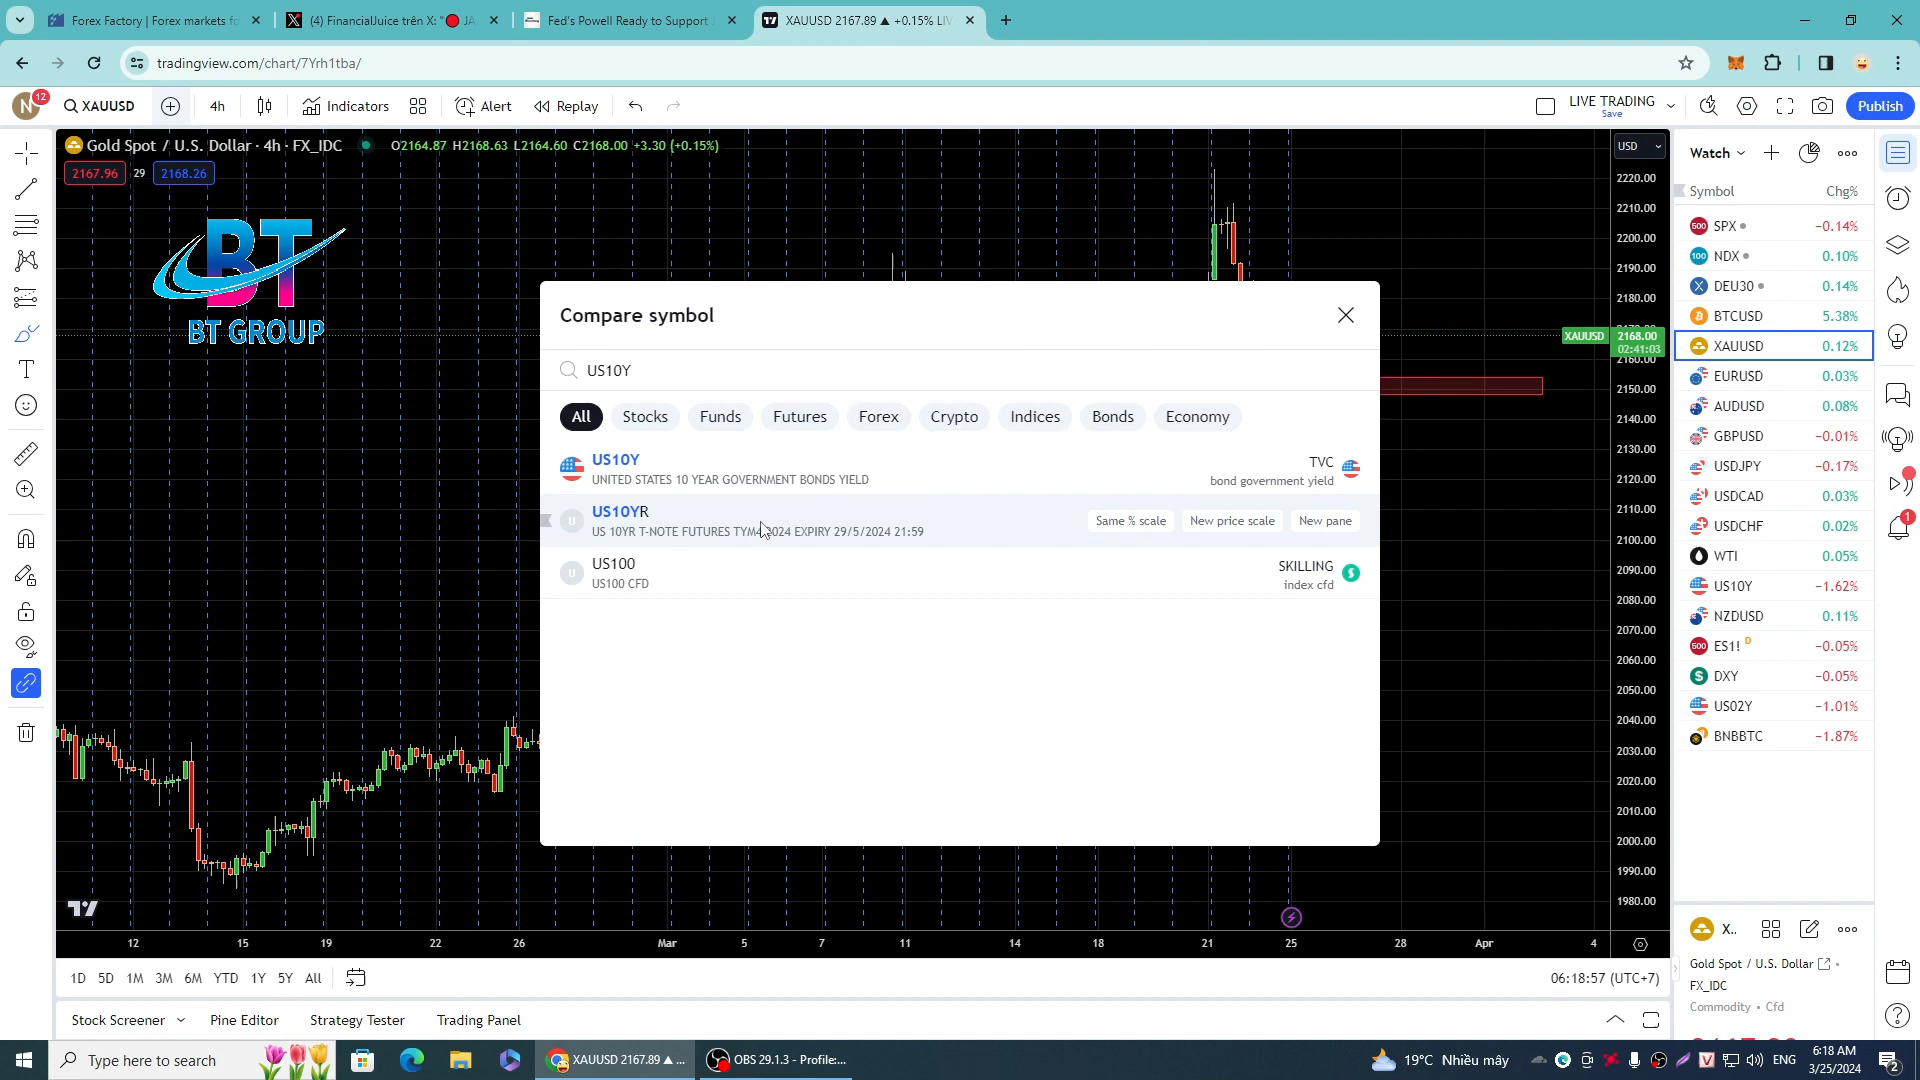 Forex Factory | Forex markets fo
(4) FinancialJuice trên X: "🔴 JA
Fed's Powell Ready to Support
XAUUSD 2167.89 ▲ +0.15% LIV
tradingview.com/chart/7Yrh1tba/
N 12
XAUUSD
4h
Indicators
Alert
Replay
LIVE TRADING
Save
Publish
Gold Spot / U.S. Dollar · 4h · FX_IDC
O2164.87 H2168.63 L2164.60 C2168.00 +3.30 (+0.15%)
2167.96 29 2168.26
BT
BT GROUP
USD
2220.00
2210.00
2200.00
2190.00
2180.00
XAUUSD 2168.00
02:41:03
2160.00
2150.00
2140.00
2130.00
2120.00
2110.00
2100.00
2090.00
2080.00
2070.00
2060.00
2050.00
2040.00
2030.00
2020.00
2010.00
2000.00
1990.00
1980.00
Compare symbol
US10Y
All Stocks Funds Futures Forex Crypto Indices Bonds Economy
US10Y
UNITED STATES 10 YEAR GOVERNMENT BONDS YIELD
TVC
bond government yield
U
US10YR
US 10YR T-NOTE FUTURES TYM4 2024 EXPIRY 29/5/2024 21:59
Same % scale New price scale New pane
U
US100
US100 CFD
SKILLING
index cfd
12 15 19 22 26 Mar 5 7 11 14 18 21 25 28 Apr 4
1D 5D 1M 3M 6M YTD 1Y 5Y All
06:18:57 (UTC+7)
Stock Screener Pine Editor Strategy Tester Trading Panel
Watch
Symbol Chg%
500 SPX −0.14%
100 NDX 0.10%
DEU30 0.14%
BTCUSD 5.38%
XAUUSD 0.12%
EURUSD 0.03%
AUDUSD 0.08%
GBPUSD −0.01%
USDJPY −0.17%
USDCAD 0.03%
USDCHF 0.02%
WTI 0.05%
US10Y −1.62%
NZDUSD 0.11%
500 ES1! D −0.05%
DXY −0.05%
US02Y −1.01%
BNBBTC −1.87%
1
X..
Gold Spot / U.S. Dollar
FX_IDC
Commodity • Cfd
Type here to search
XAUUSD 2167.89 ▲ ...
OBS 29.1.3 - Profile:...
19°C Nhiều mây
ENG
6:18 AM
3/25/2024
2